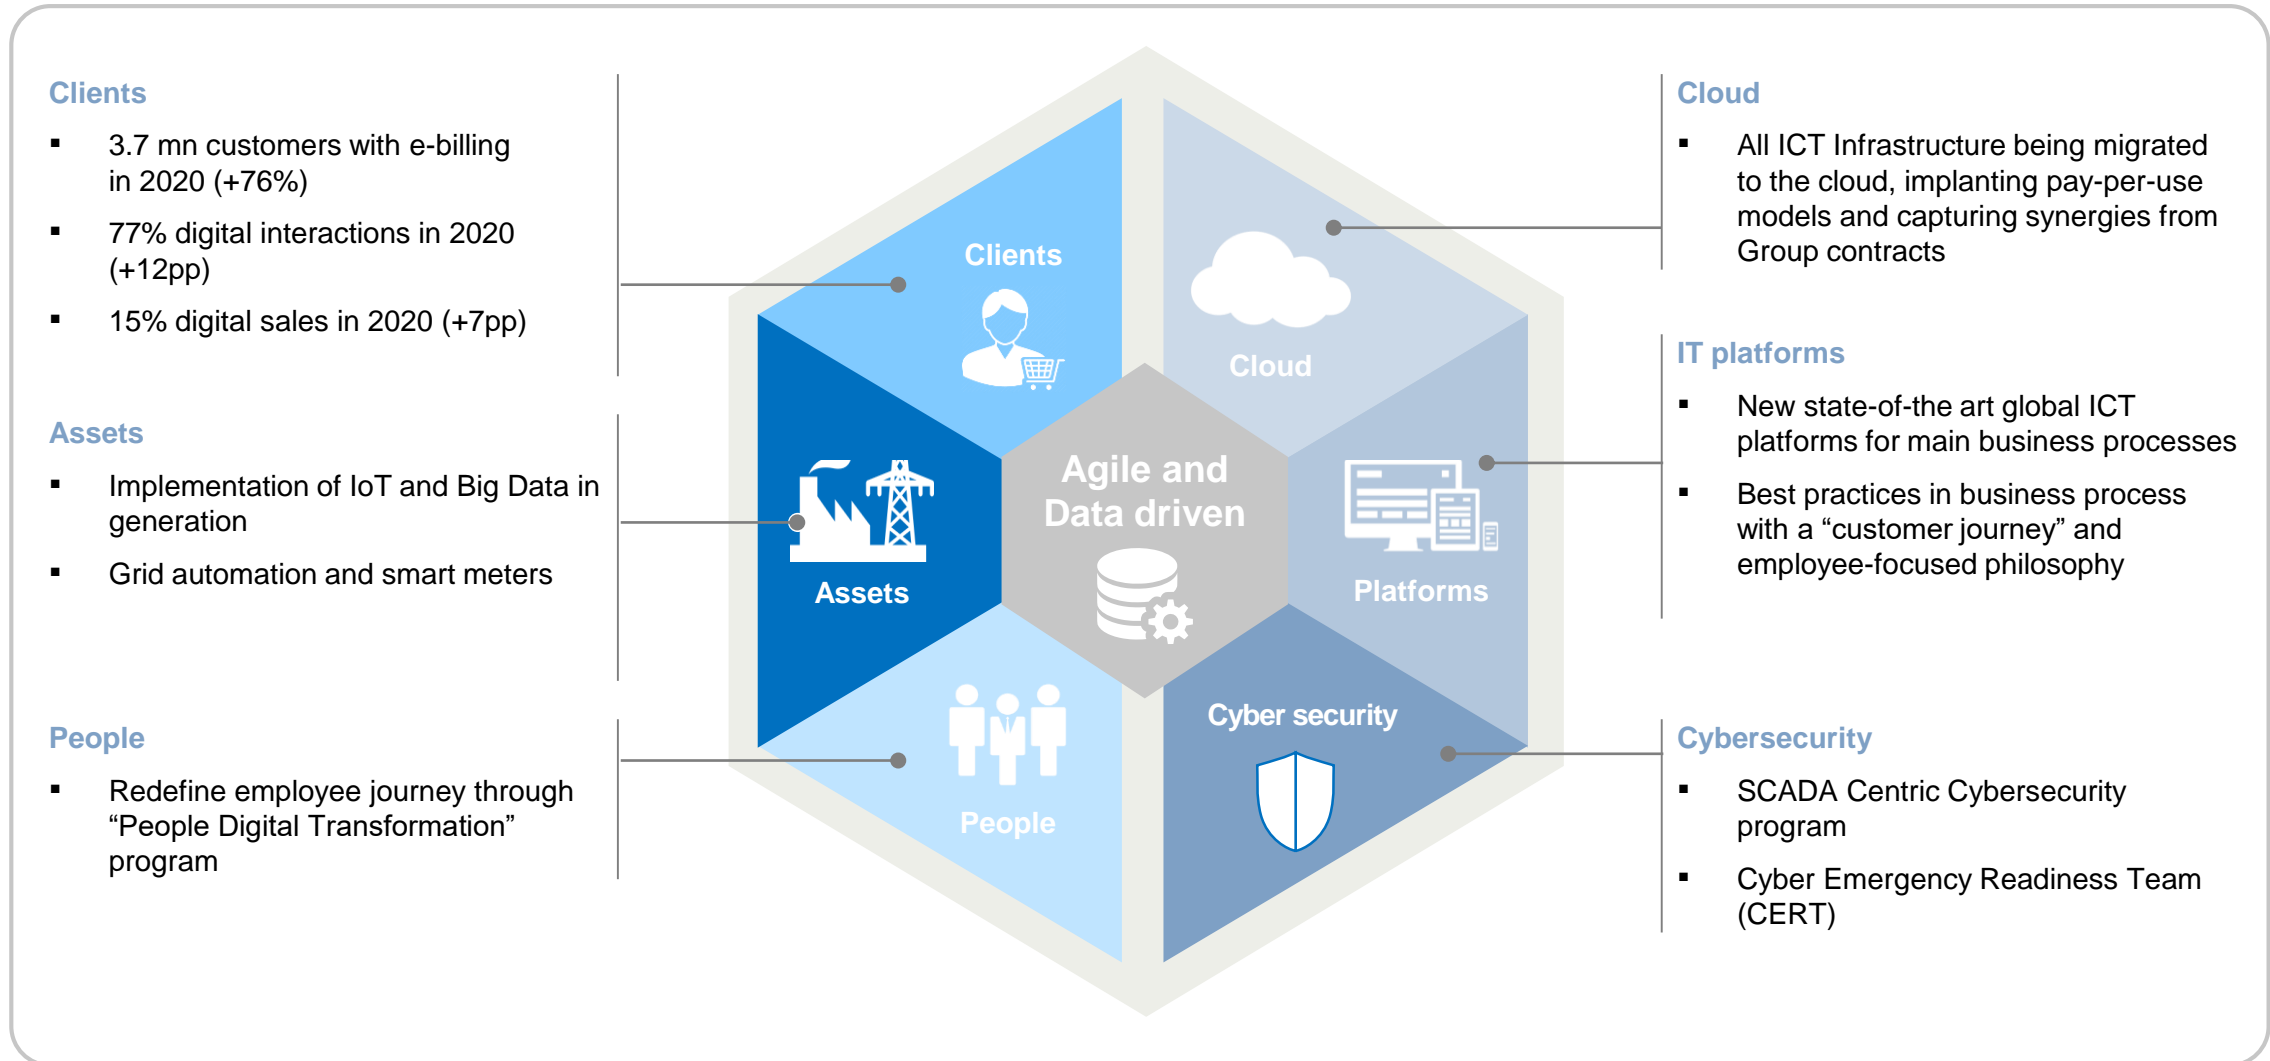 Clients
▪ 3.7 mn customers with e-billing
in 2020 (+76%)
▪ 77% digital interactions in 2020
(+12pp)
▪ 15% digital sales in 2020 (+7pp)
Assets
▪ Implementation of IoT and Big Data in
generation
▪ Grid automation and smart meters
People
▪ Redefine employee journey through
“People Digital Transformation”
program
Clients
Cloud
Agile and
Data driven
Assets
Platforms
Cyber security
People
Cloud
▪ All ICT Infrastructure being migrated
to the cloud, implanting pay-per-use
models and capturing synergies from
Group contracts
IT platforms
▪ New state-of-the art global ICT
platforms for main business processes
▪ Best practices in business process
with a “customer journey” and
employee-focused philosophy
Cybersecurity
▪ SCADA Centric Cybersecurity
program
▪ Cyber Emergency Readiness Team
(CERT)